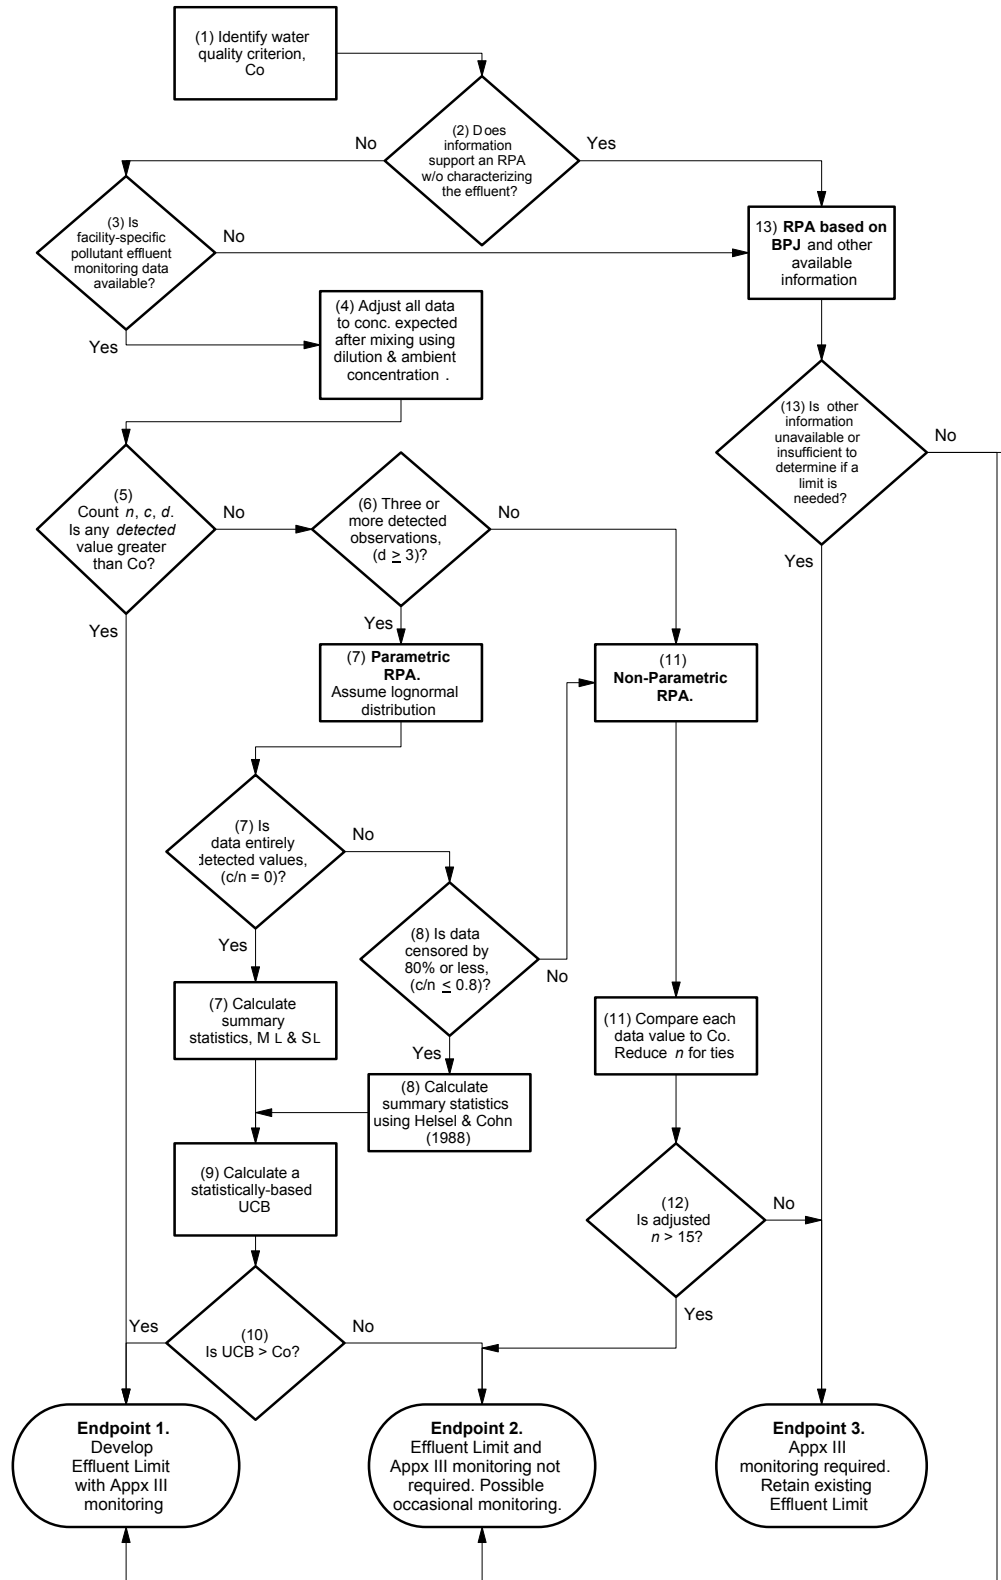 (1) Identify water
quality criterion,
Co
(2) Does
information
support an RPA
w/o characterizing
the effluent?
No
Yes
(3) Is
facility-specific
pollutant effluent
monitoring data
available?
No
Yes
13) RPA based on
BPJ and other
available
information
(4) Adjust all data
to conc. expected
after mixing using
dilution & ambient
concentration .
(13) Is other
information
unavailable or
insufficient to
determine if a
limit is
needed?
No
Yes
(5)
Count n, c, d.
Is any detected
value greater
than Co?
No
Yes
(6) Three or
more detected
observations,
(d ≥ 3)?
No
Yes
(7) Parametric
RPA.
Assume lognormal
distribution
(11)
Non-Parametric
RPA.
(7) Is
data entirely
detected values,
(c/n = 0)?
No
Yes
(8) Is data
censored by
80% or less,
(c/n ≤ 0.8)?
No
Yes
(7) Calculate
summary
statistics, M L & SL
(8) Calculate
summary statistics
using Helsel & Cohn
(1988)
(11) Compare each
data value to Co.
Reduce n for ties
(9) Calculate a
statistically-based
UCB
(12)
Is adjusted
n > 15?
No
Yes
(10)
Is UCB > Co?
Yes
No
Endpoint 1.
Develop
Effluent Limit
with Appx III
monitoring
Endpoint 2.
Effluent Limit and
Appx III monitoring not
required. Possible
occasional monitoring.
Endpoint 3.
Appx III
monitoring required.
Retain existing
Effluent Limit